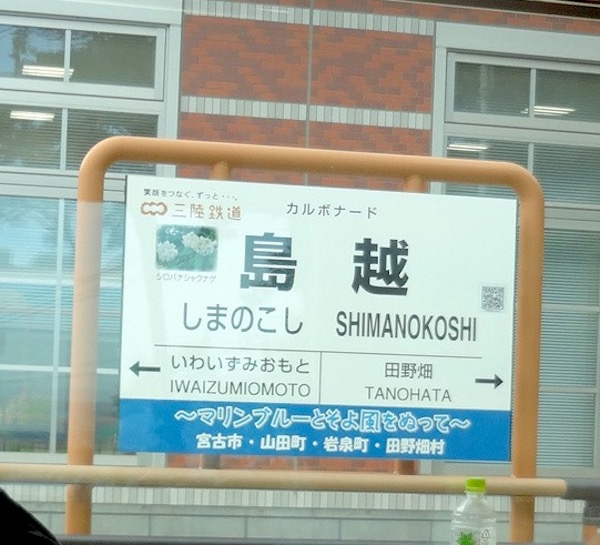 笑顔をつなぐ、ずっと・・・。
三陸鉄道
カルボナード
シロバナシャクナゲ
島越
しまのこし SHIMANOKOSHI
いわいずみおもと
IWAIZUMIOMOTO
田野畑
TANOHATA
～マリンブルーとそよ風をぬって～
宮古市・山田町・岩泉町・田野畑村